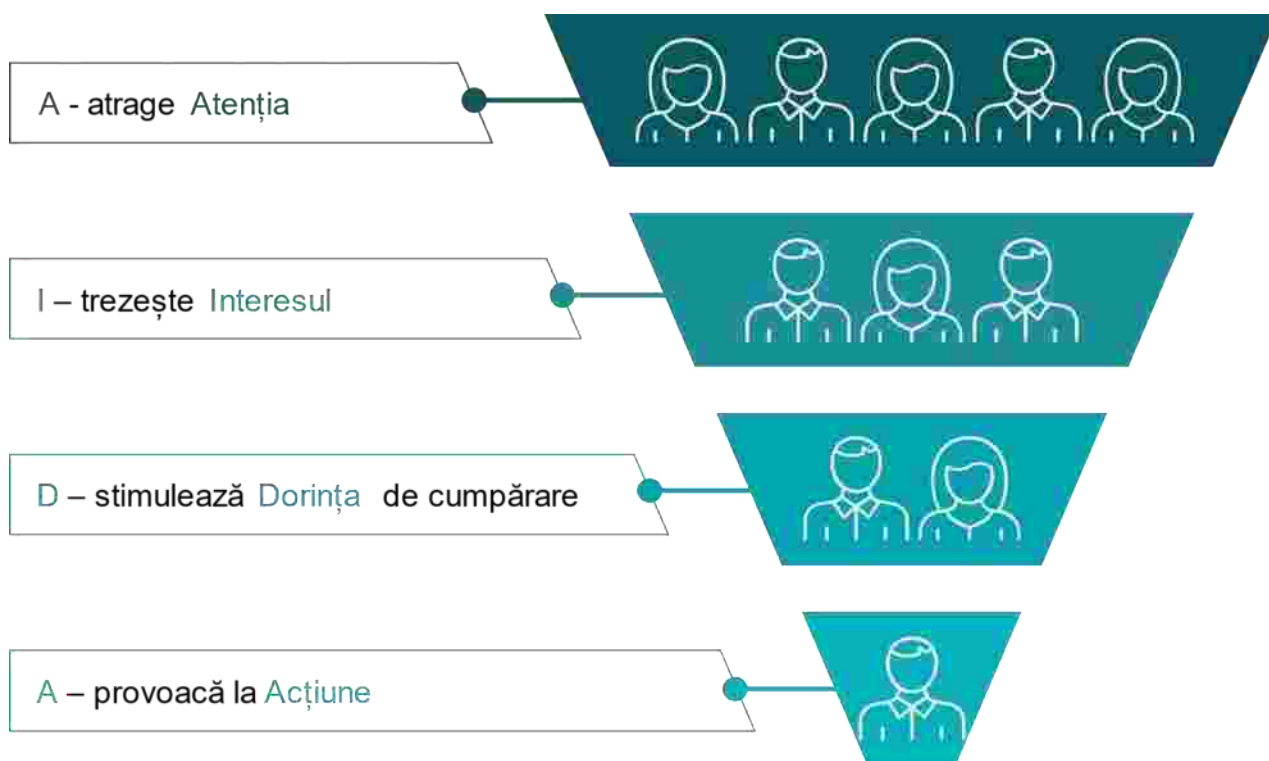 A - atrage Atenția
I – trezește Interesul
D – stimulează Dorința de cumpărare
A – provoacă la Acțiune